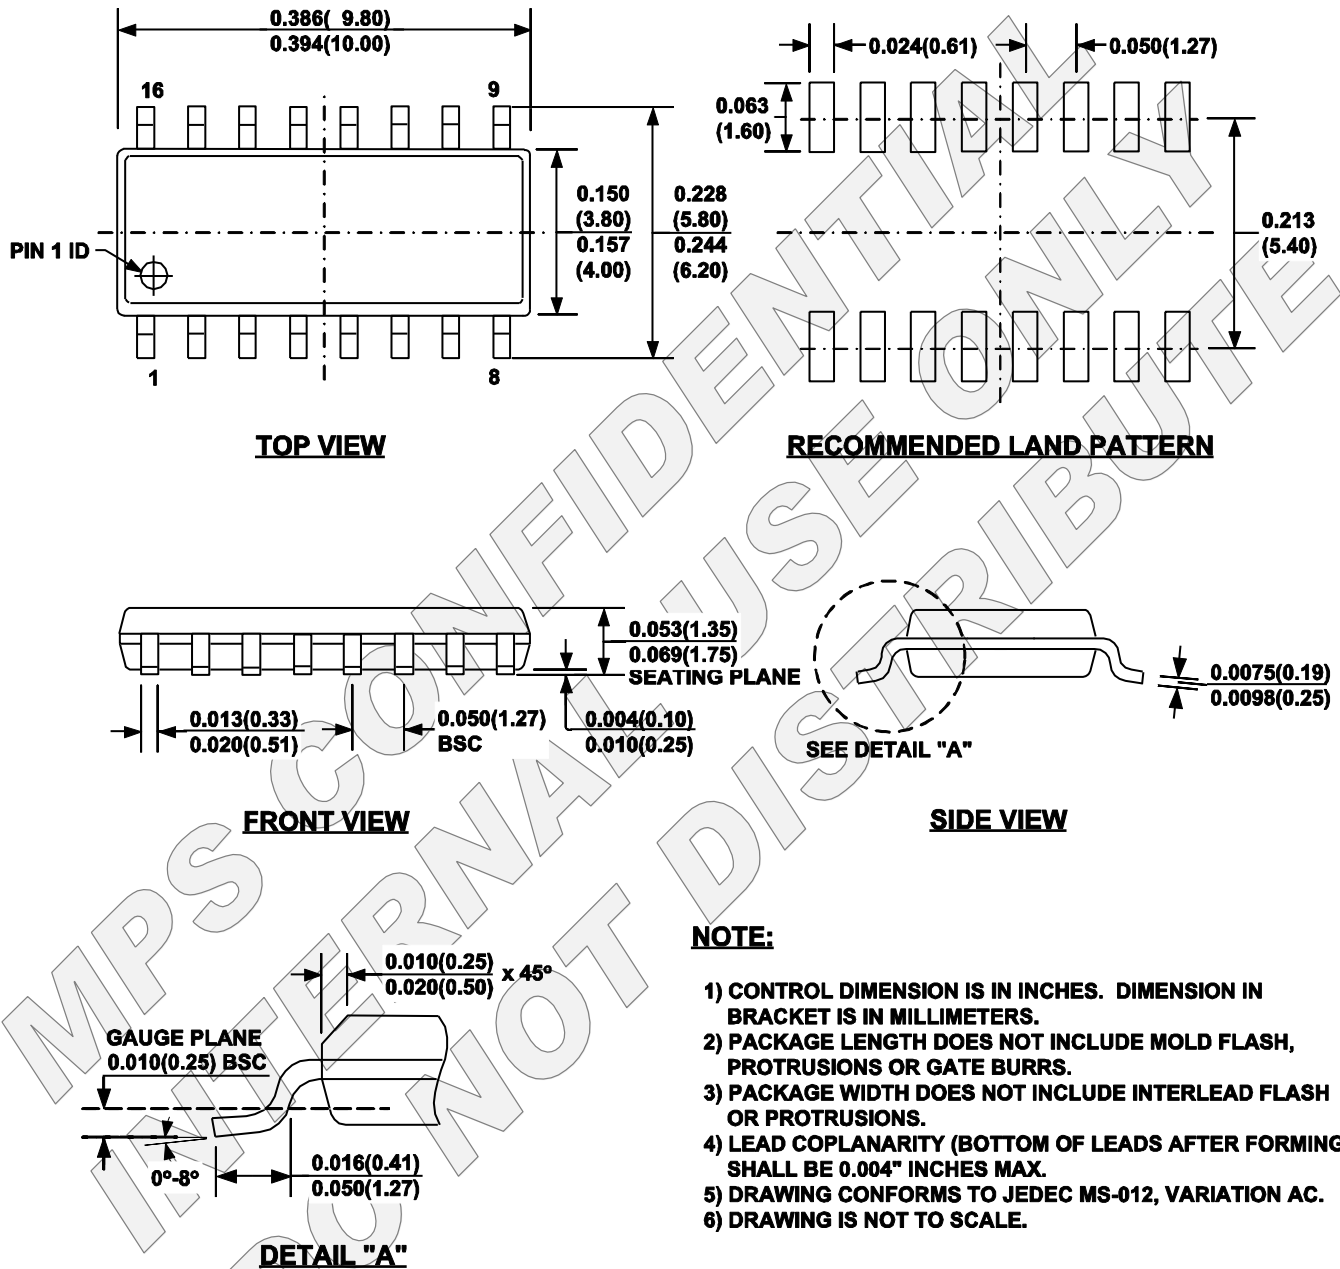 0.386( 9.80)
0.394(10.00)
16
9
0.150
(3.80)
0.157
(4.00)
0.228
(5.80)
0.244
(6.20)
PIN 1 ID
1
8
TOP VIEW
0.024(0.61)
0.050(1.27)
0.063
(1.60)
0.213
(5.40)
RECOMMENDED LAND PATTERN
0.053(1.35)
0.069(1.75)
SEATING PLANE
0.013(0.33)
0.020(0.51)
0.050(1.27)
BSC
0.004(0.10)
0.010(0.25)
FRONT VIEW
0.0075(0.19)
0.0098(0.25)
SEE DETAIL "A"
SIDE VIEW
0.010(0.25)
0.020(0.50)
x 45º
GAUGE PLANE
0.010(0.25) BSC
0º-8º
0.016(0.41)
0.050(1.27)
DETAIL "A"
NOTE:
1) CONTROL DIMENSION IS IN INCHES. DIMENSION IN
BRACKET IS IN MILLIMETERS.
2) PACKAGE LENGTH DOES NOT INCLUDE MOLD FLASH,
PROTRUSIONS OR GATE BURRS.
3) PACKAGE WIDTH DOES NOT INCLUDE INTERLEAD FLASH
OR PROTRUSIONS.
4) LEAD COPLANARITY (BOTTOM OF LEADS AFTER FORMING
SHALL BE 0.004" INCHES MAX.
5) DRAWING CONFORMS TO JEDEC MS-012, VARIATION AC.
6) DRAWING IS NOT TO SCALE.
MPS CONFIDENTIAL
INTERNAL USE ONLY
DO NOT DISTRIBUTE